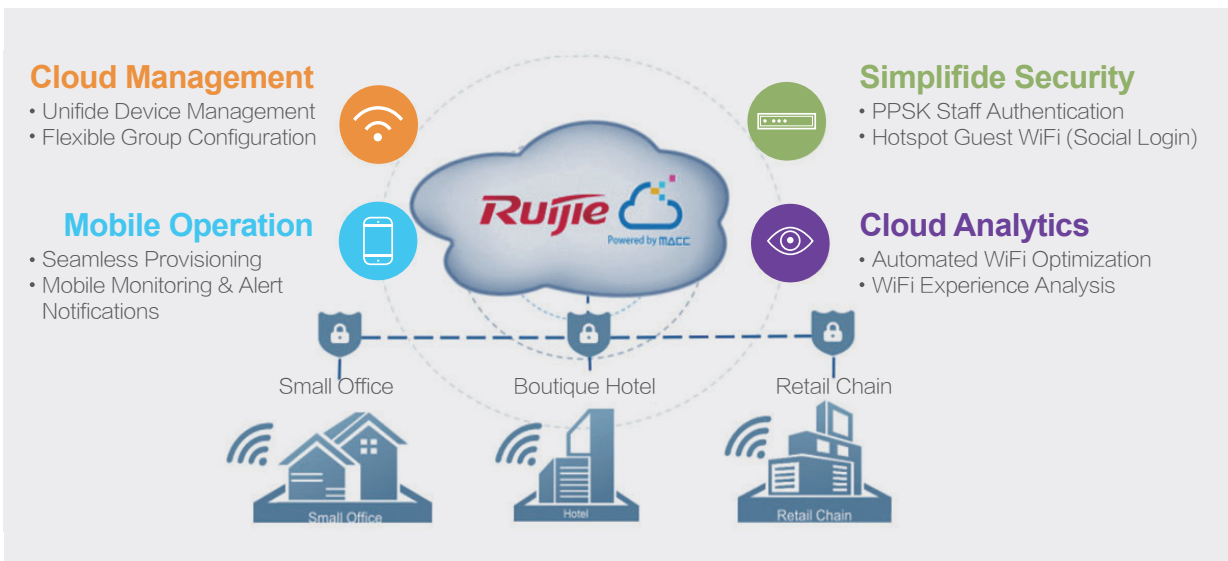 Cloud Management
• Unifide Device Management
• Flexible Group Configuration
Mobile Operation
• Seamless Provisioning
• Mobile Monitoring & Alert
Notifications
Simplifide Security
• PPSK Staff Authentication
• Hotspot Guest WiFi (Social Login)
Cloud Analytics
• Automated WiFi Optimization
• WiFi Experience Analysis
Ruijie
Powered by MACC
Small Office
Boutique Hotel
Retail Chain
Small Office
Hotel
Retail Chain